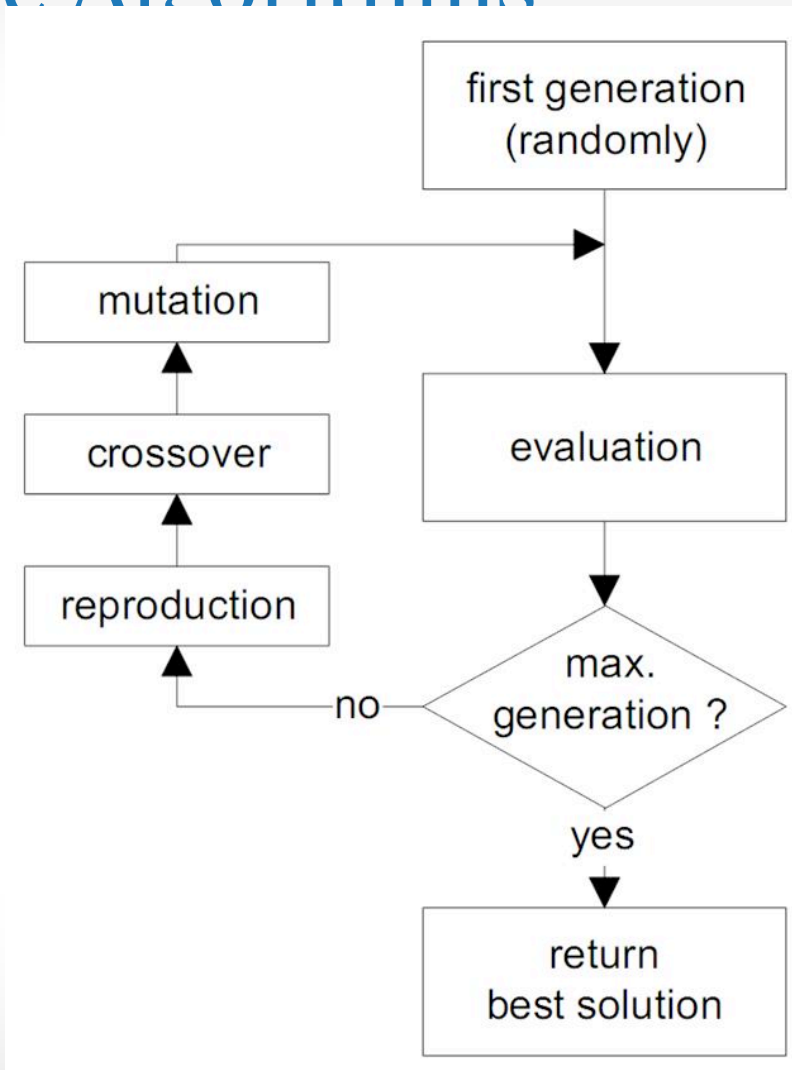 first generation
(randomly)
mutation
crossover
evaluation
reproduction
max.
generation ?
no
yes
return
best solution